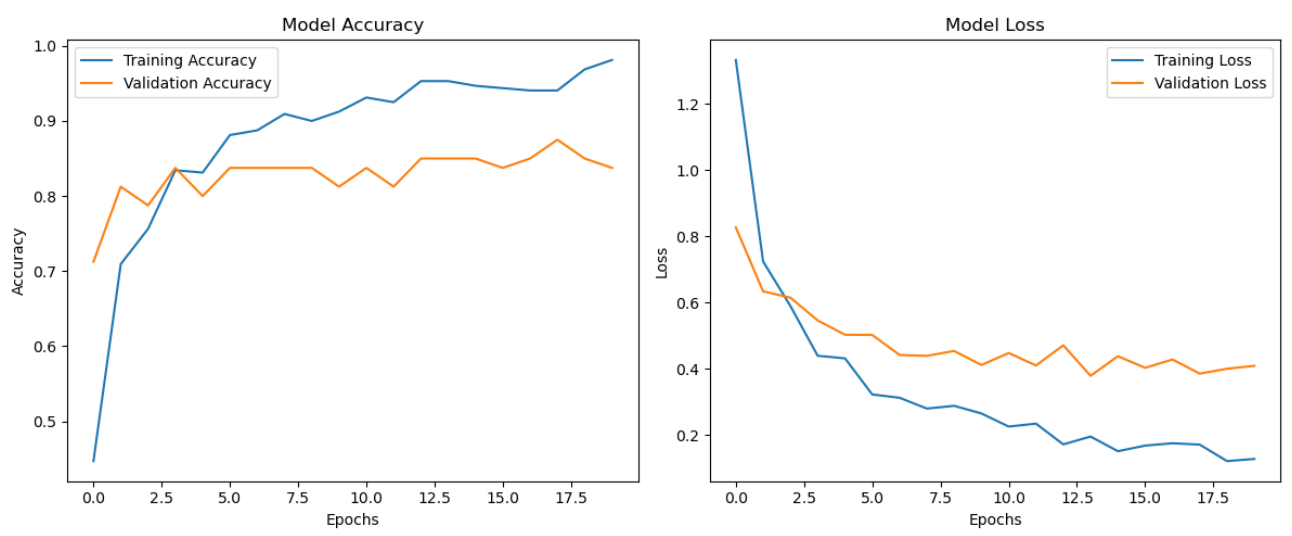 Model Accuracy
1.0
0.9
0.8
0.7
0.6
0.5
Accuracy
Training Accuracy
Validation Accuracy
0.0 2.5 5.0 7.5 10.0 12.5 15.0 17.5
Epochs
Model Loss
1.2
1.0
0.8
0.6
0.4
0.2
Loss
Training Loss
Validation Loss
0.0 2.5 5.0 7.5 10.0 12.5 15.0 17.5
Epochs